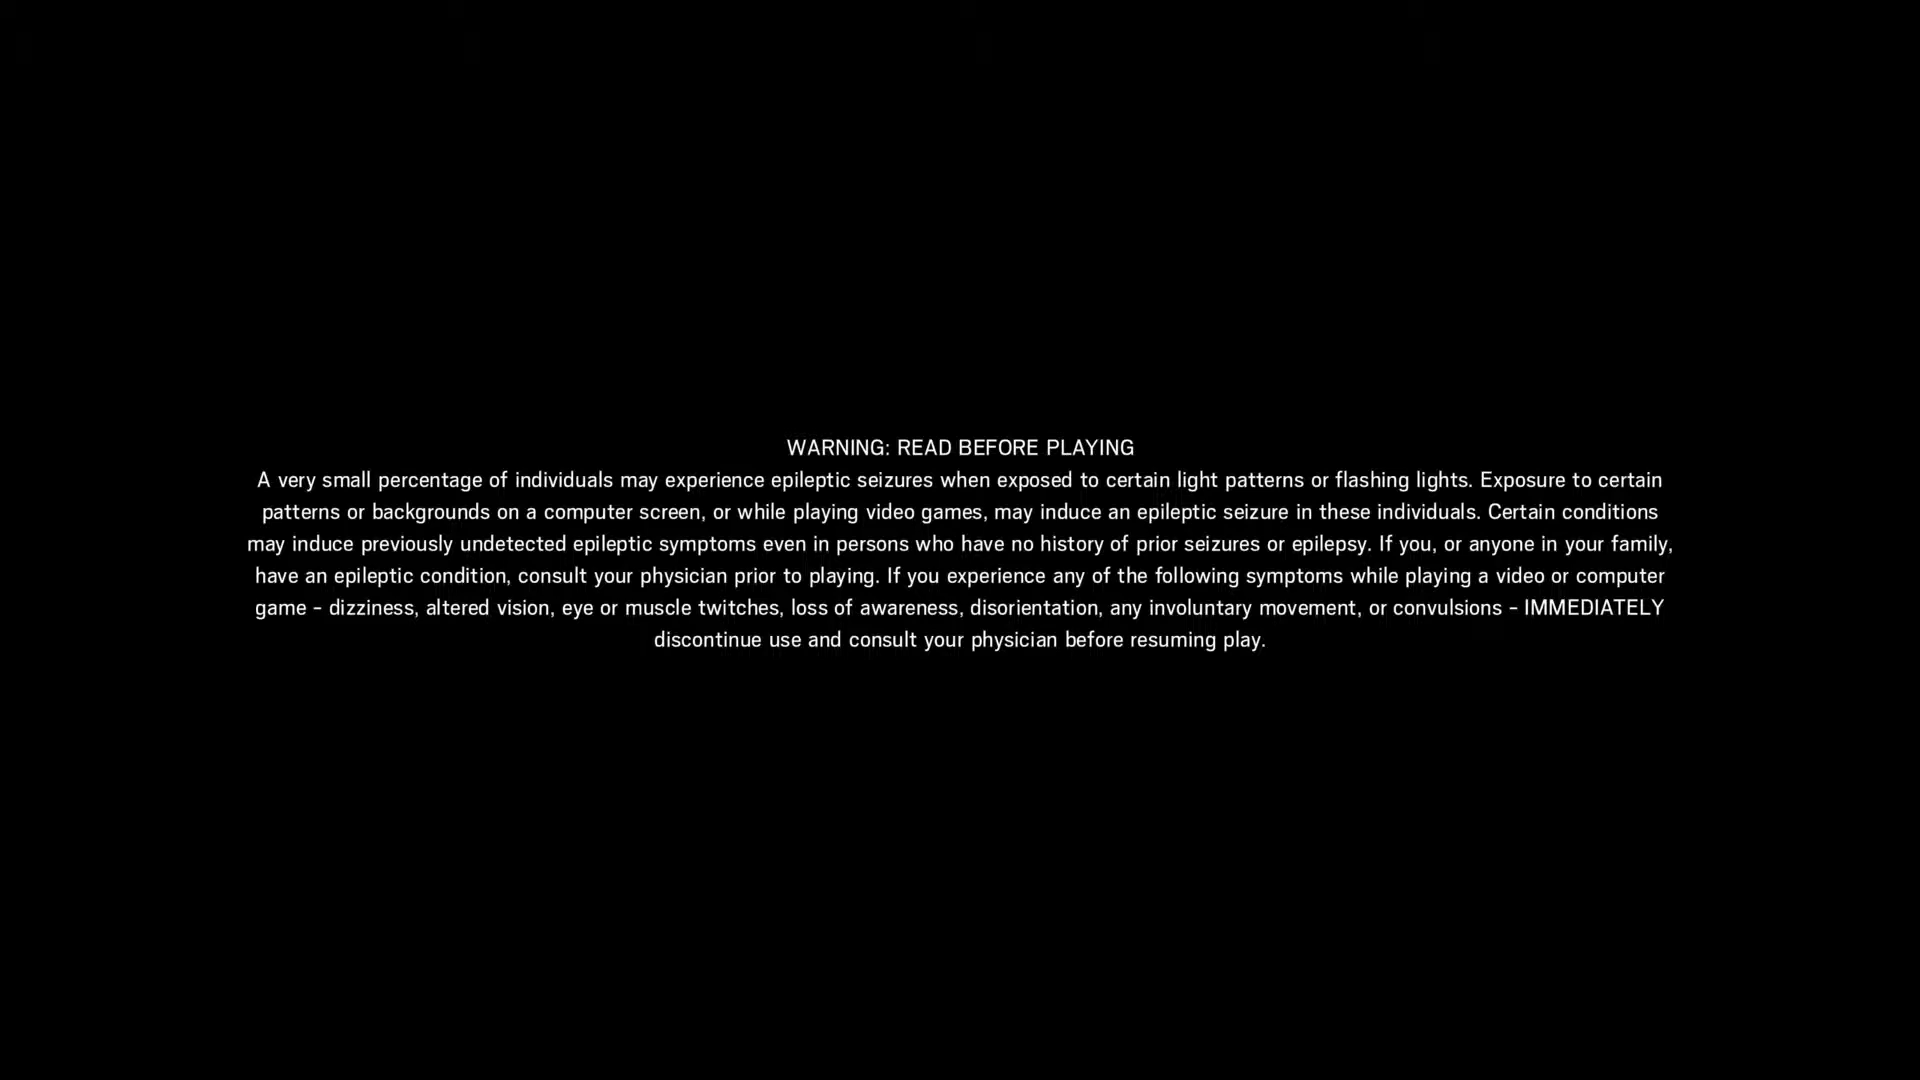 WARNING: READ BEFORE PLAYING
A very small percentage of individuals may experience epileptic seizures when exposed to certain light patterns or flashing lights. Exposure to certain
patterns or backgrounds on a computer screen, or while playing video games, may induce an epileptic seizure in these individuals. Certain conditions
may induce previously undetected epileptic symptoms even in persons who have no history of prior seizures or epilepsy. If you, or anyone in your family,
have an epileptic condition, consult your physician prior to playing. If you experience any of the following symptoms while playing a video or computer
game - dizziness, altered vision, eye or muscle twitches, loss of awareness, disorientation, any involuntary movement, or convulsions - IMMEDIATELY
discontinue use and consult your physician before resuming play.